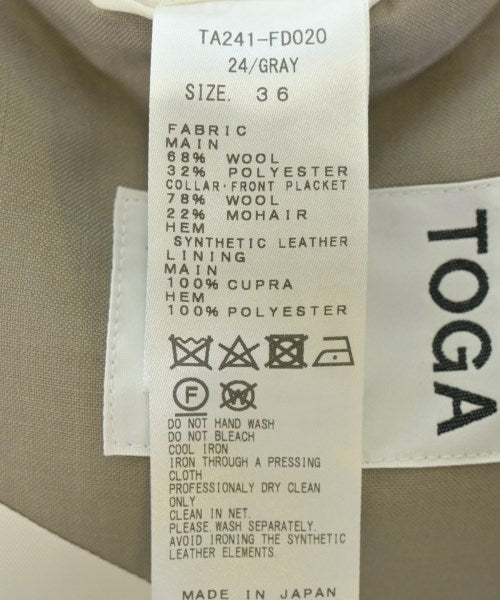 TA241-FD020
24/GRAY
SIZE. 36
FABRIC
MAIN
68% WOOL
32% POLYESTER
COLLAR·FRONT PLACKET
78% WOOL
22% MOHAIR
HEM
SYNTHETIC LEATHER
LINING
MAIN
100% CUPRA
HEM
100% POLYESTER
F W
DO NOT HAND WASH
DO NOT BLEACH
COOL IRON
IRON THROUGH A PRESSING
CLOTH
PROFESSIONALY DRY CLEAN
ONLY
CLEAN IN NET.
PLEASE WASH SEPARATELY.
AVOID IRONING THE SYNTHETIC
LEATHER ELEMENTS.
MADE IN JAPAN
TOGA